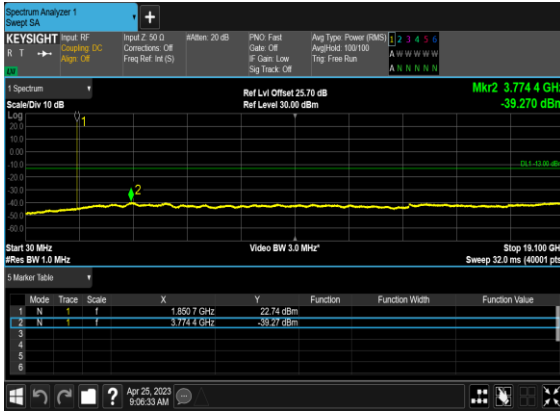 Spectrum Analyzer 1
Swept SA
KEYSIGHT
R T
LV
Input: RF
Coupling: DC
Align: Off
Input Z: 50 Ω
Corrections: Off
Freq Ref: Int (S)
#Atten: 20 dB
PNO: Fast
Gate: Off
IF Gain: Low
Sig Track: Off
Avg Type: Power (RMS)
Avg|Hold: 100/100
Trig: Free Run
1 2 3 4 5 6
A W W W W W
A N N N N N
1 Spectrum
Scale/Div 10 dB
Ref Lvl Offset 25.70 dB
Ref Level 30.00 dBm
Mkr2 3.774 4 GHz
-39.270 dBm
Log
20.0
10.0
0.00
-10.0
-20.0
-30.0
-40.0
-50.0
-60.0
1
2
DL1 -13.00 dBm
Start 30 MHz
#Res BW 1.0 MHz
Video BW 3.0 MHz*
Stop 19.100 GHz
Sweep 32.0 ms (40001 pts)
5 Marker Table
Mode Trace Scale X Y Function Function Width Function Value
1 N 1 f 1.850 7 GHz 22.74 dBm
2 N 1 f 3.774 4 GHz -39.27 dBm
3
4
5
6
?
Apr 25, 2023
9:06:33 AM